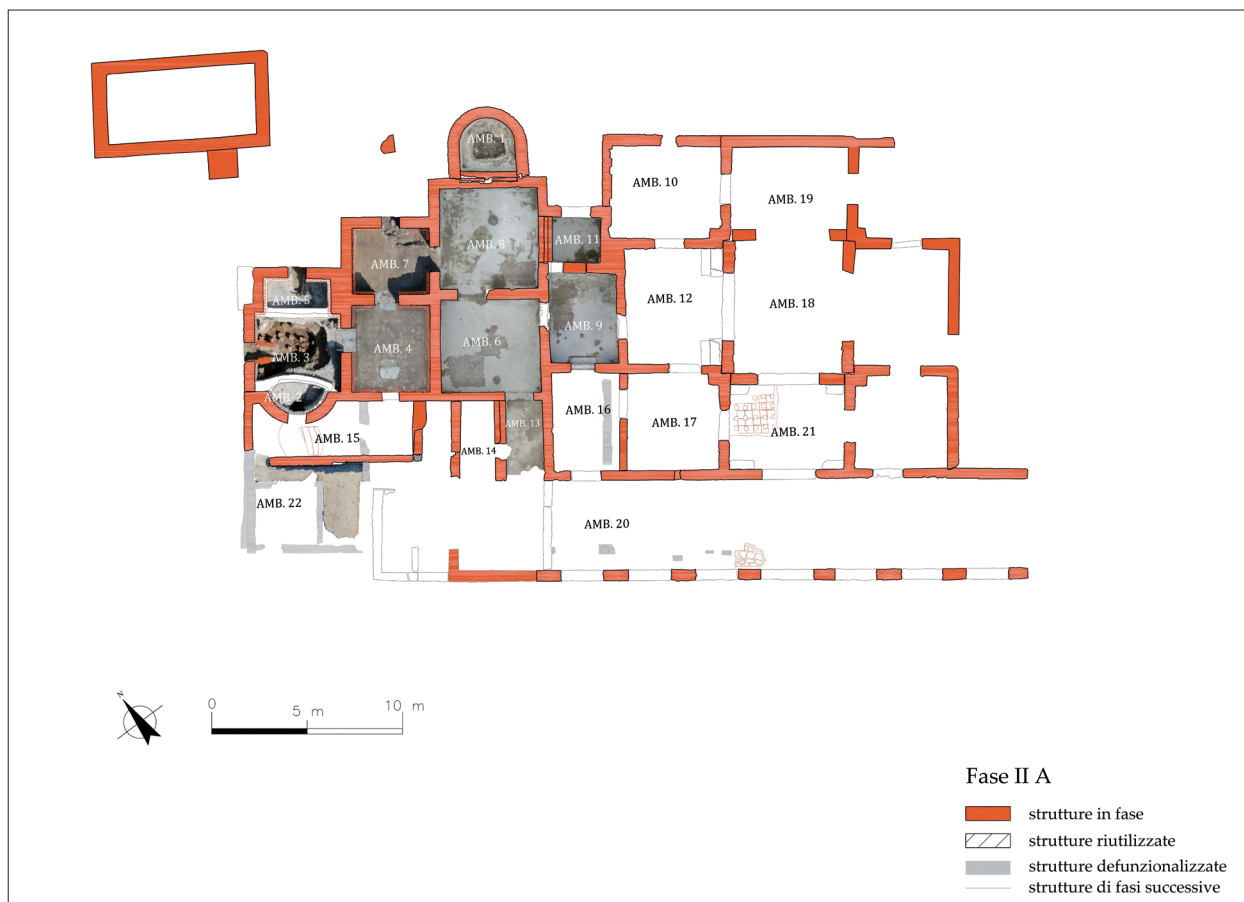 AMB. 1
AMB. 10
AMB. 19
AMB. 8
AMB. 11
AMB. 7
AMB. 5
AMB. 12
AMB. 18
AMB. 9
AMB. 6
AMB. 4
AMB. 3
AMB. 2
AMB. 16
AMB. 17
AMB. 13
AMB. 21
AMB. 15
AMB. 14
AMB. 22
AMB. 20
N
0 5 m 10 m
Fase II A
strutture in fase
strutture riutilizzate
strutture defunzionalizzate
strutture di fasi successive